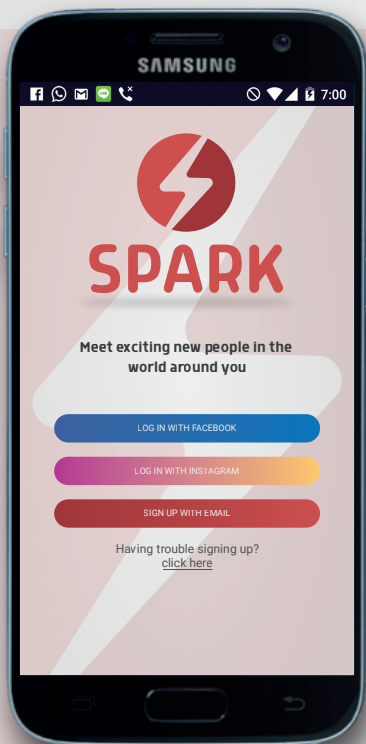 SAMSUNG
7:00
SPARK
Meet exciting new people in the
world around you
LOG IN WITH FACEBOOK
LOG IN WITH INSTAGRAM
SIGN UP WITH EMAIL
Having trouble signing up?
click here